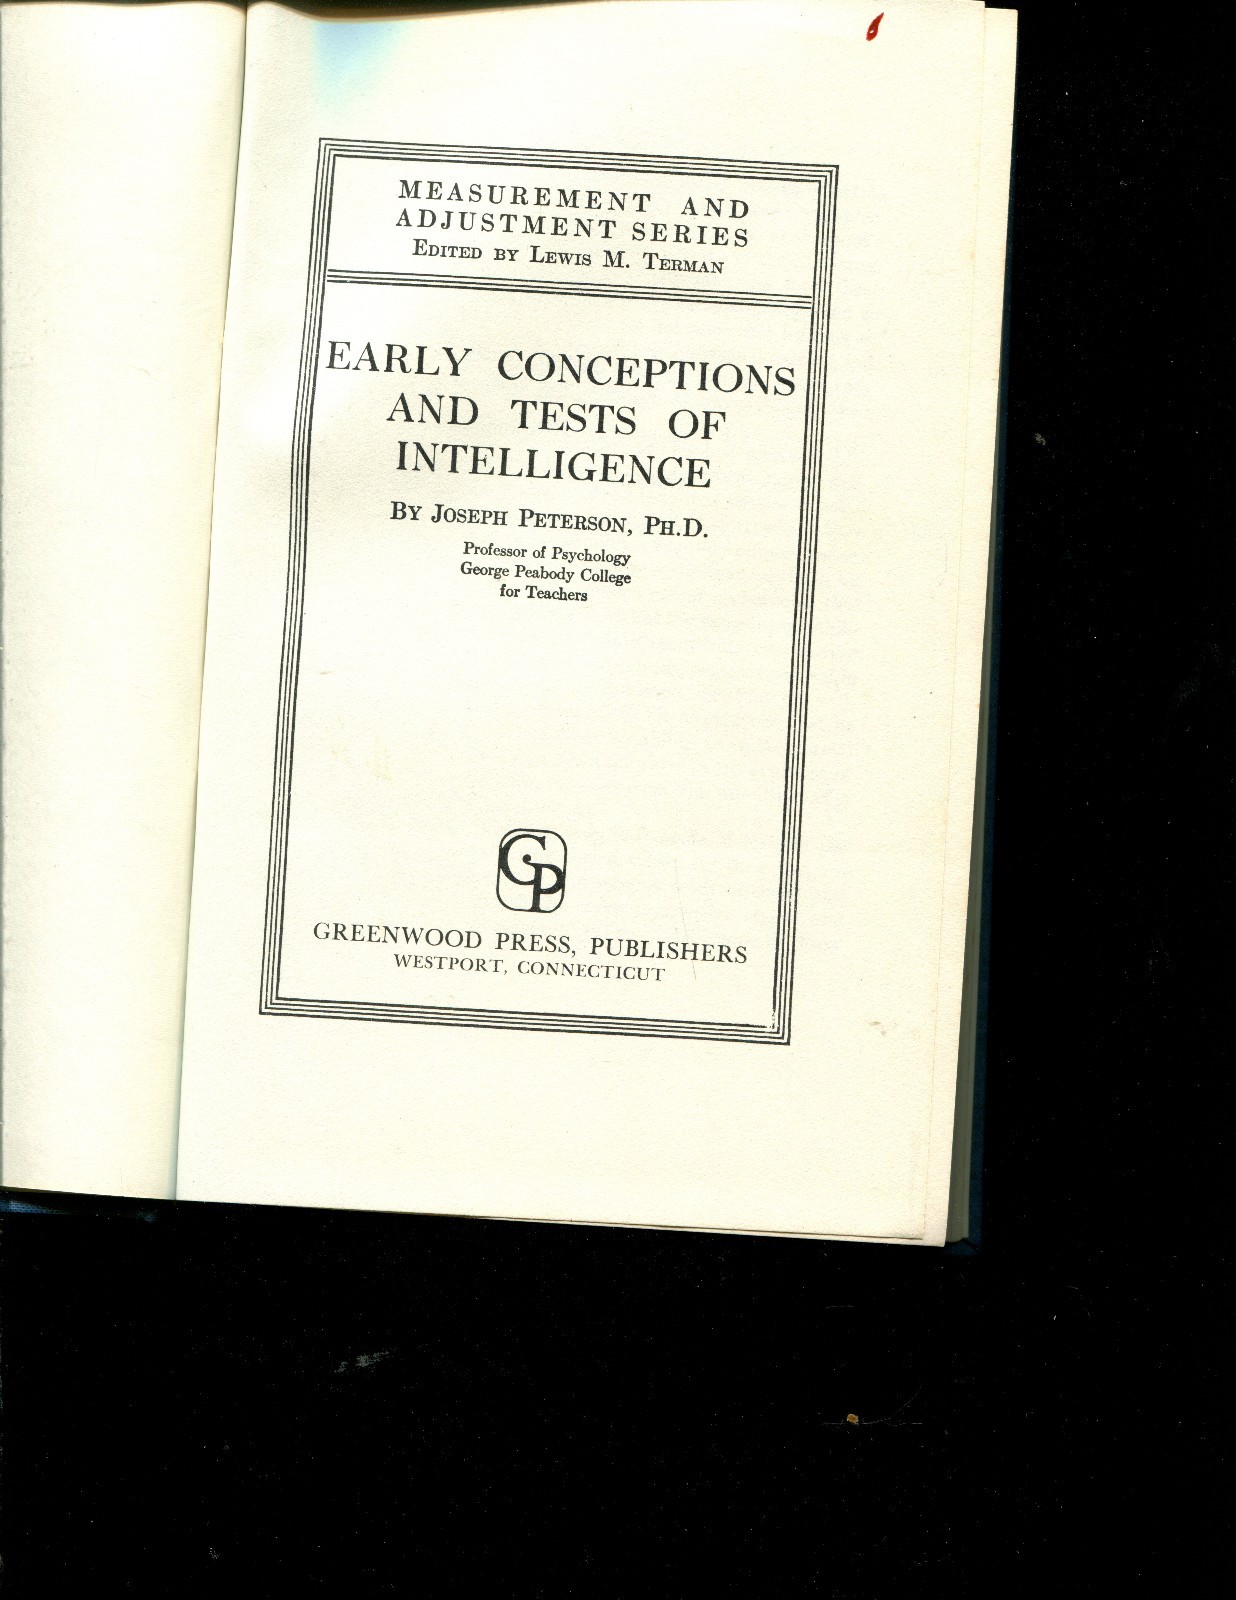 MEASUREMENT AND
ADJUSTMENT SERIES
EDITED BY LEWIS M. TERMAN
EARLY CONCEPTIONS
AND TESTS OF
INTELLIGENCE
BY JOSEPH PETERSON, PH.D.
Professor of Psychology
George Peabody College
for Teachers
GP
GREENWOOD PRESS, PUBLISHERS
WESTPORT, CONNECTICUT